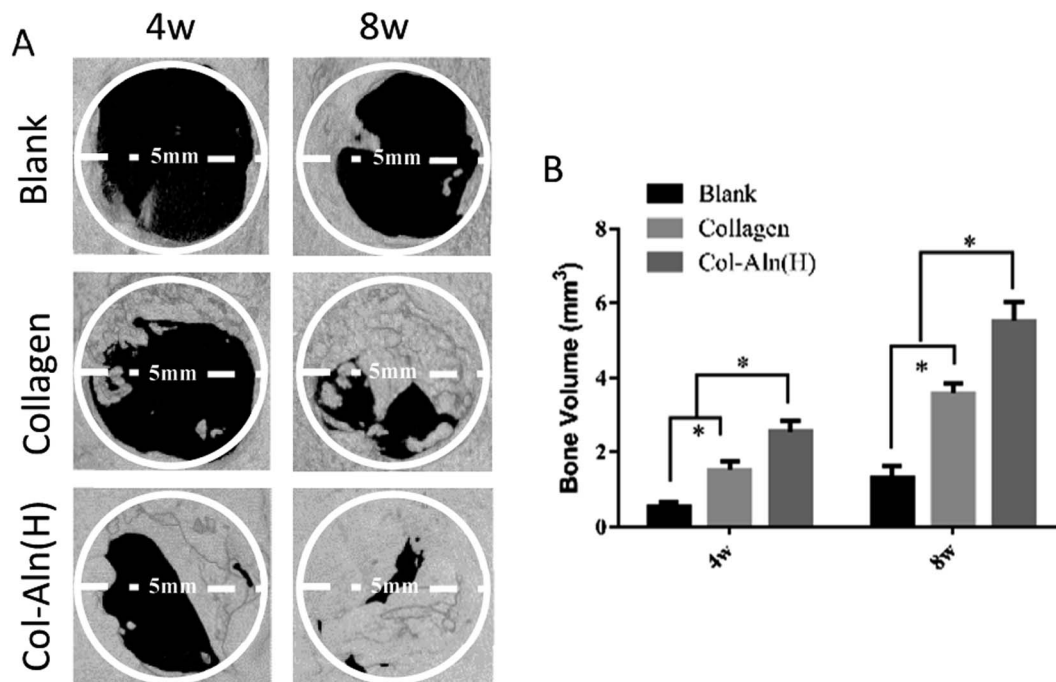 A
4w 8w
Blank
5mm 5mm
Collagen
5mm 5mm
Col-Aln(H)
5mm 5mm
B
Blank
Collagen
Col-Aln(H)
Bone Volume (mm³)
8
6
4
2
0
*
*
*
*
4w 8w